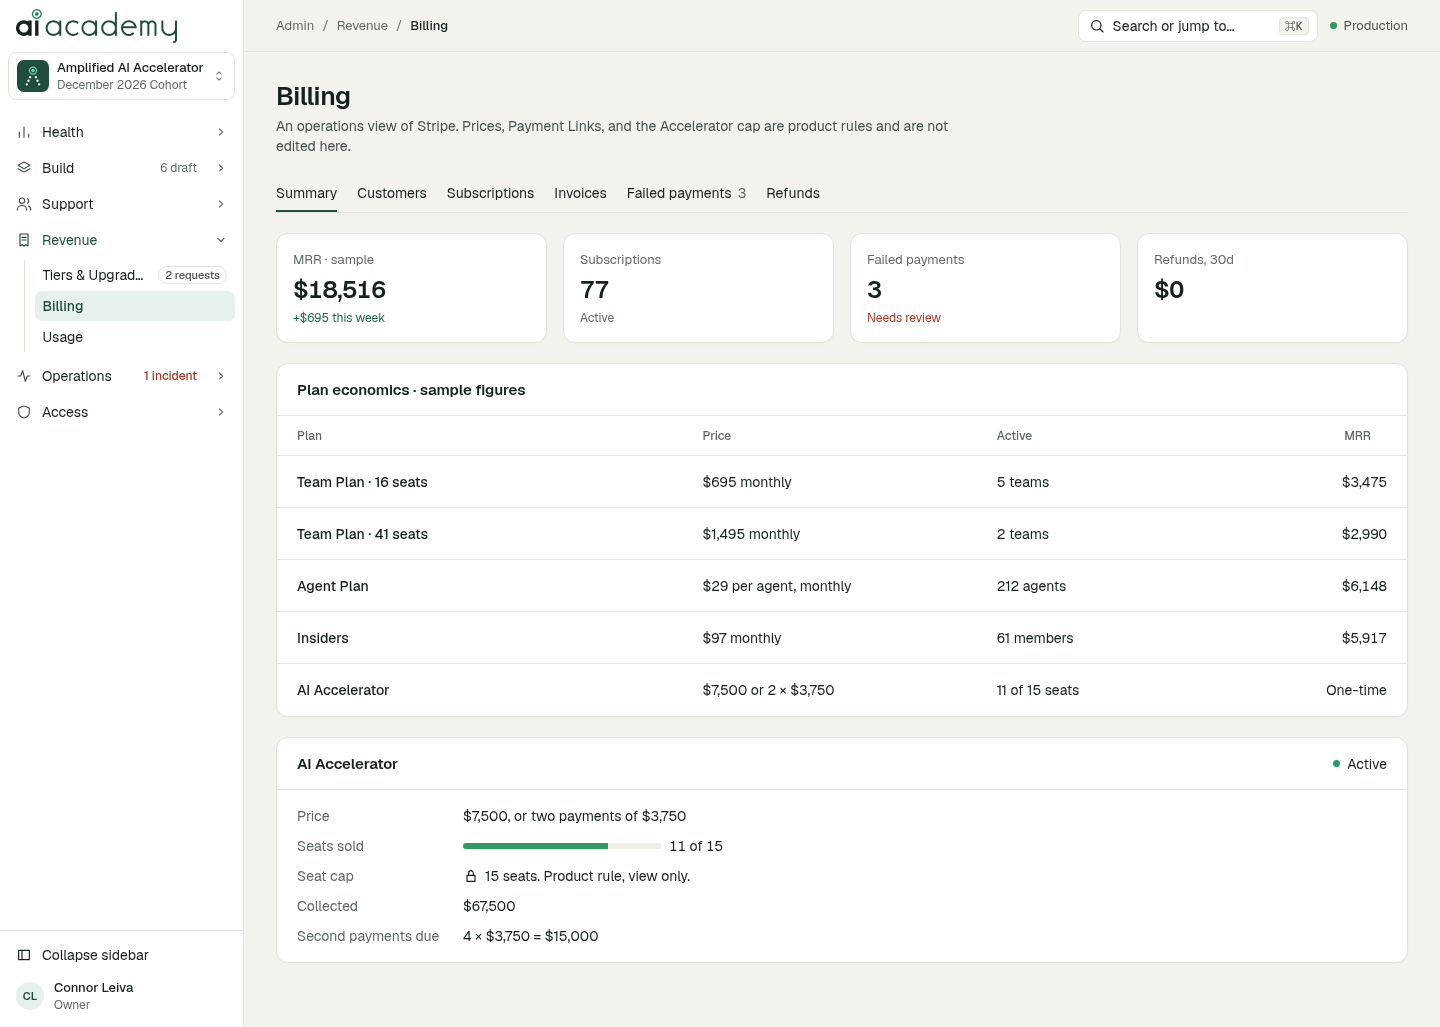 ai academy
Amplified AI Accelerator
December 2026 Cohort
Health
Build 6 draft
Support
Revenue
Tiers & Upgrad... 2 requests
Billing
Usage
Operations 1 incident
Access
Collapse sidebar
CL Connor Leiva
Owner
Admin / Revenue / Billing
Search or jump to... ⌘K
Production
Billing
An operations view of Stripe. Prices, Payment Links, and the Accelerator cap are product rules and are not
edited here.
Summary Customers Subscriptions Invoices Failed payments 3 Refunds
MRR · sample
$18,516
+$695 this week
Subscriptions
77
Active
Failed payments
3
Needs review
Refunds, 30d
$0
Plan economics · sample figures
Plan Price Active MRR
Team Plan · 16 seats $695 monthly 5 teams $3,475
Team Plan · 41 seats $1,495 monthly 2 teams $2,990
Agent Plan $29 per agent, monthly 212 agents $6,148
Insiders $97 monthly 61 members $5,917
AI Accelerator $7,500 or 2 × $3,750 11 of 15 seats One-time
AI Accelerator Active
Price $7,500, or two payments of $3,750
Seats sold 11 of 15
Seat cap 15 seats. Product rule, view only.
Collected $67,500
Second payments due 4 × $3,750 = $15,000